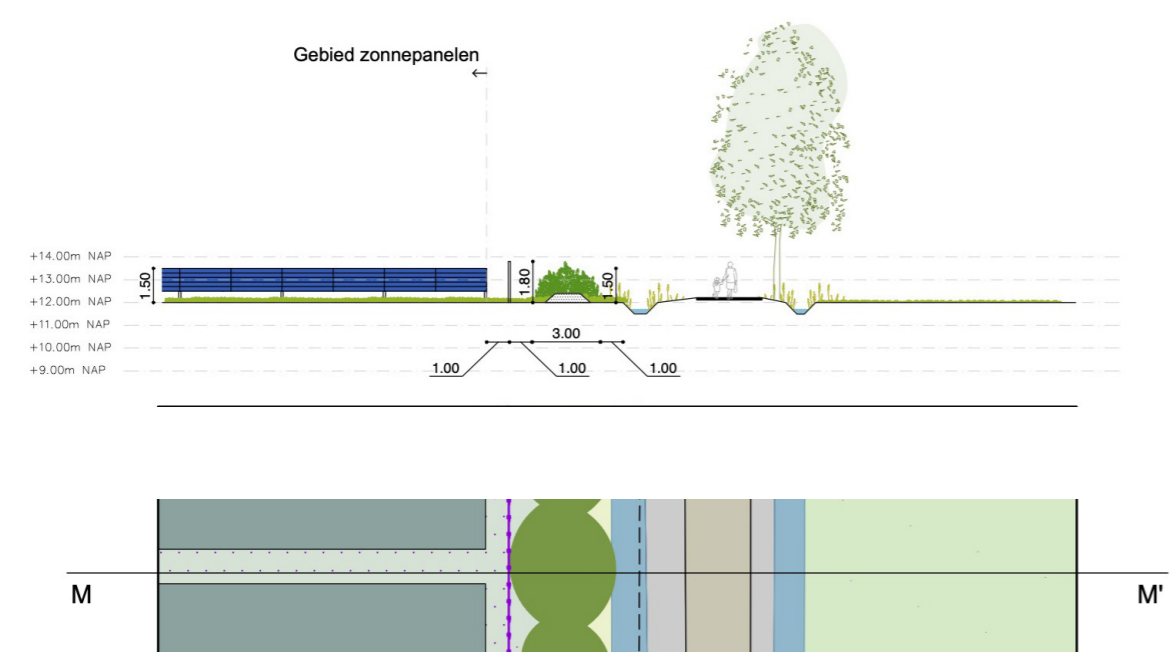 Gebied zonnepanelen
←
+14.00m NAP
+13.00m NAP
+12.00m NAP
+11.00m NAP
+10.00m NAP
+9.00m NAP
1.50
1.80
1.50
3.00
1.00
1.00
1.00
M
M'